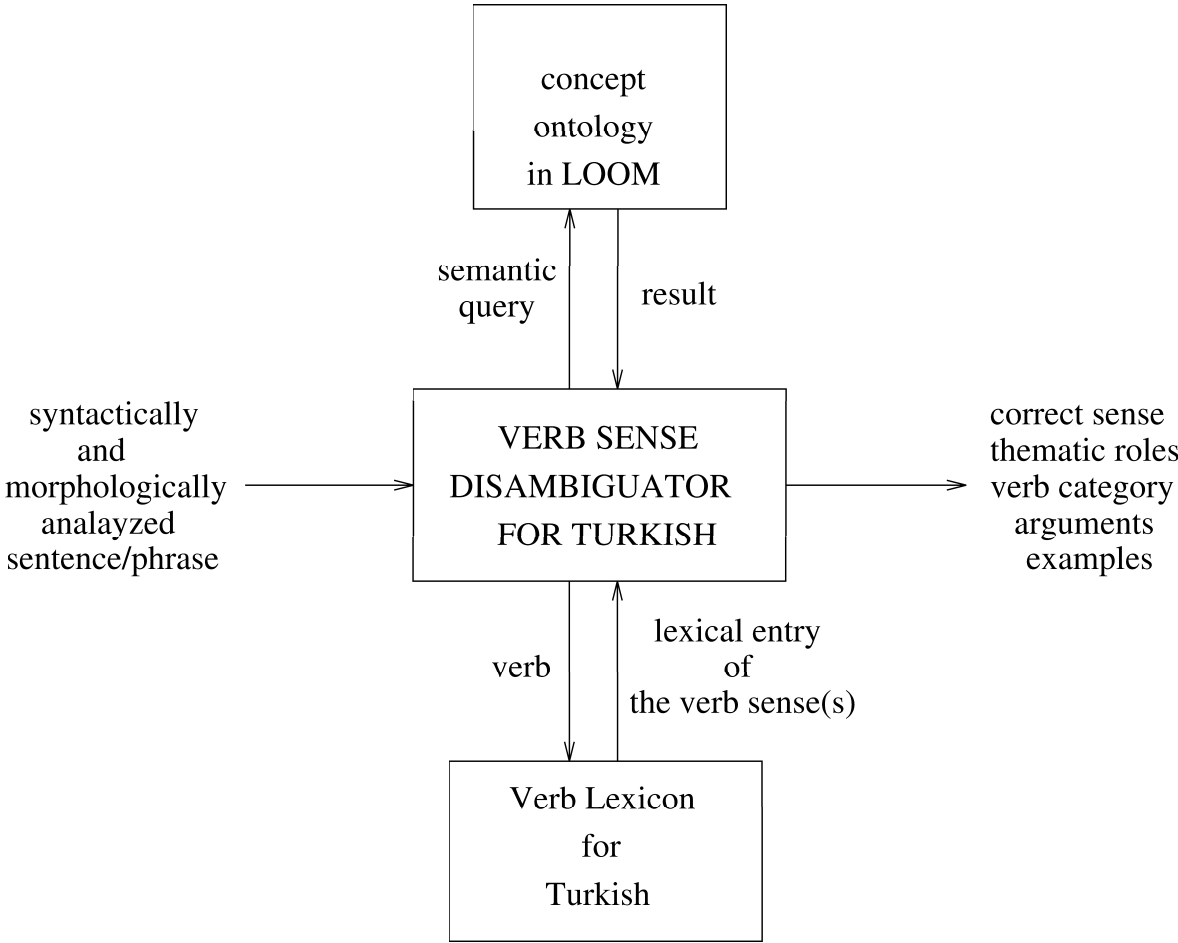 concept
ontology
in LOOM
semantic
query
result
syntactically
and
morphologically
analayzed
sentence/phrase
VERB SENSE
DISAMBIGUATOR
FOR TURKISH
correct sense
thematic roles
verb category
arguments
examples
verb
lexical entry
of
the verb sense(s)
Verb Lexicon
for
Turkish